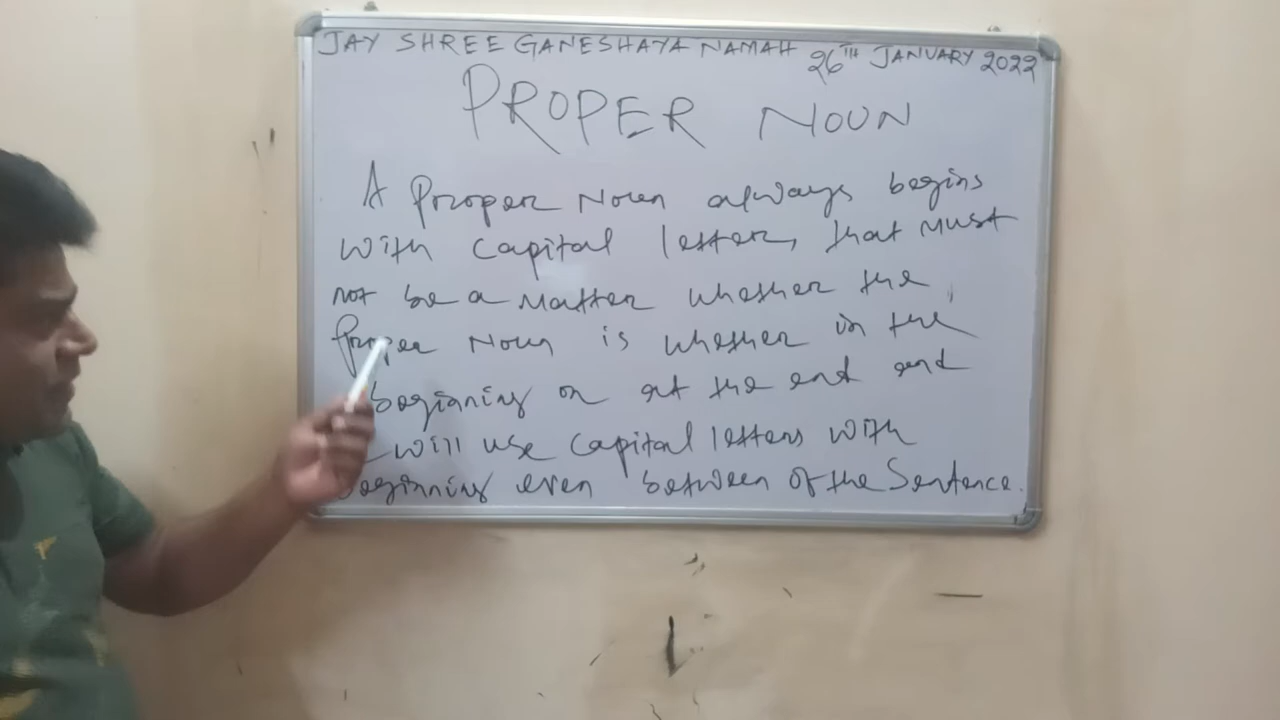 JAY SHREE GANESHAYA NAMAH 26TH JANUARY 2022
PROPER NOUN
A Proper Noun always begins
with capital letter, that must
not be a matter whether the
Proper Noun is whether in the
beginning or at the end and
will use capital letters with
beginning even between of the Sentence.